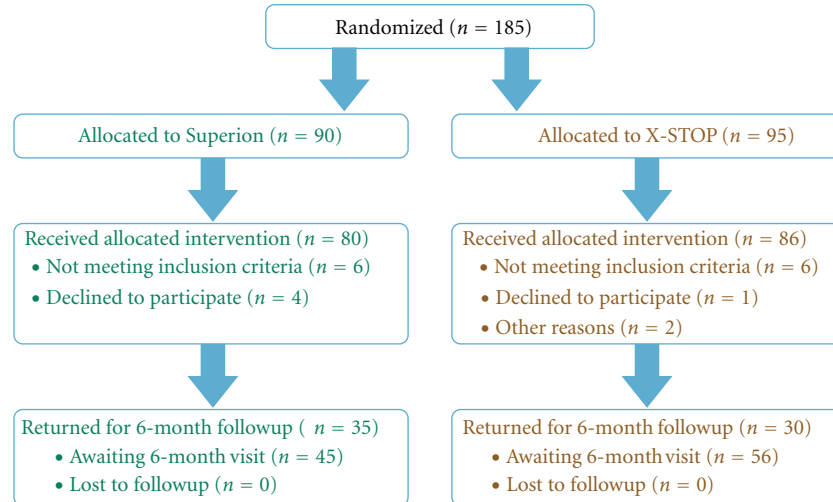 Randomized (n = 185)
Allocated to Superion (n = 90)
Allocated to X-STOP (n = 95)
Received allocated intervention (n = 80)
• Not meeting inclusion criteria (n = 6)
• Declined to participate (n = 4)
Received allocated intervention (n = 86)
• Not meeting inclusion criteria (n = 6)
• Declined to participate (n = 1)
• Other reasons (n = 2)
Returned for 6-month followup ( n = 35)
• Awaiting 6-month visit (n = 45)
• Lost to followup (n = 0)
Returned for 6-month followup (n = 30)
• Awaiting 6-month visit (n = 56)
• Lost to followup (n = 0)